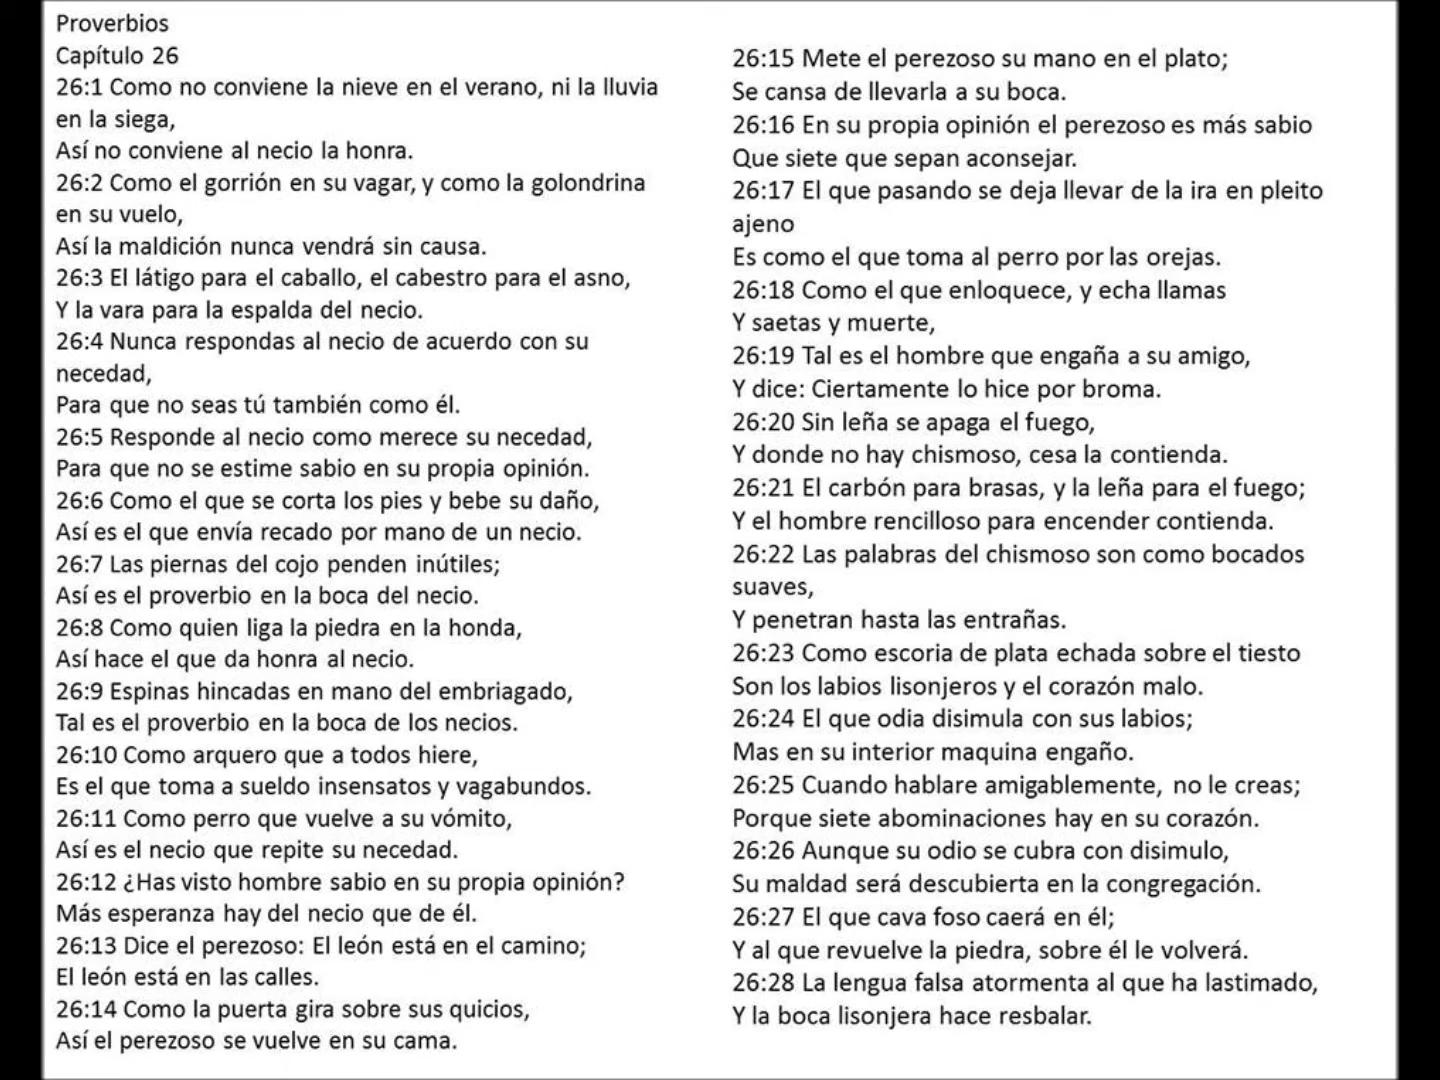 Proverbios
Capítulo 26
26:1 Como no conviene la nieve en el verano, ni la lluvia
en la siega,
Así no conviene al necio la honra.
26:2 Como el gorrión en su vagar, y como la golondrina
en su vuelo,
Así la maldición nunca vendrá sin causa.
26:3 El látigo para el caballo, el cabestro para el asno,
Y la vara para la espalda del necio.
26:4 Nunca respondas al necio de acuerdo con su
necedad,
Para que no seas tú también como él.
26:5 Responde al necio como merece su necedad,
Para que no se estime sabio en su propia opinión.
26:6 Como el que se corta los pies y bebe su daño,
Así es el que envía recado por mano de un necio.
26:7 Las piernas del cojo penden inútiles;
Así es el proverbio en la boca del necio.
26:8 Como quien liga la piedra en la honda,
Así hace el que da honra al necio.
26:9 Espinas hincadas en mano del embriagado,
Tal es el proverbio en la boca de los necios.
26:10 Como arquero que a todos hiere,
Es el que toma a sueldo insensatos y vagabundos.
26:11 Como perro que vuelve a su vómito,
Así es el necio que repite su necedad.
26:12 ¿Has visto hombre sabio en su propia opinión?
Más esperanza hay del necio que de él.
26:13 Dice el perezoso: El león está en el camino;
El león está en las calles.
26:14 Como la puerta gira sobre sus quicios,
Así el perezoso se vuelve en su cama.
26:15 Mete el perezoso su mano en el plato;
Se cansa de llevarla a su boca.
26:16 En su propia opinión el perezoso es más sabio
Que siete que sepan aconsejar.
26:17 El que pasando se deja llevar de la ira en pleito
ajeno
Es como el que toma al perro por las orejas.
26:18 Como el que enloquece, y echa llamas
Y saetas y muerte,
26:19 Tal es el hombre que engaña a su amigo,
Y dice: Ciertamente lo hice por broma.
26:20 Sin leña se apaga el fuego,
Y donde no hay chismoso, cesa la contienda.
26:21 El carbón para brasas, y la leña para el fuego;
Y el hombre rencilloso para encender contienda.
26:22 Las palabras del chismoso son como bocados
suaves,
Y penetran hasta las entrañas.
26:23 Como escoria de plata echada sobre el tiesto
Son los labios lisonjeros y el corazón malo.
26:24 El que odia disimula con sus labios;
Mas en su interior maquina engaño.
26:25 Cuando hablare amigablemente, no le creas;
Porque siete abominaciones hay en su corazón.
26:26 Aunque su odio se cubra con disimulo,
Su maldad será descubierta en la congregación.
26:27 El que cava foso caerá en él;
Y al que revuelve la piedra, sobre él le volverá.
26:28 La lengua falsa atormenta al que ha lastimado,
Y la boca lisonjera hace resbalar.